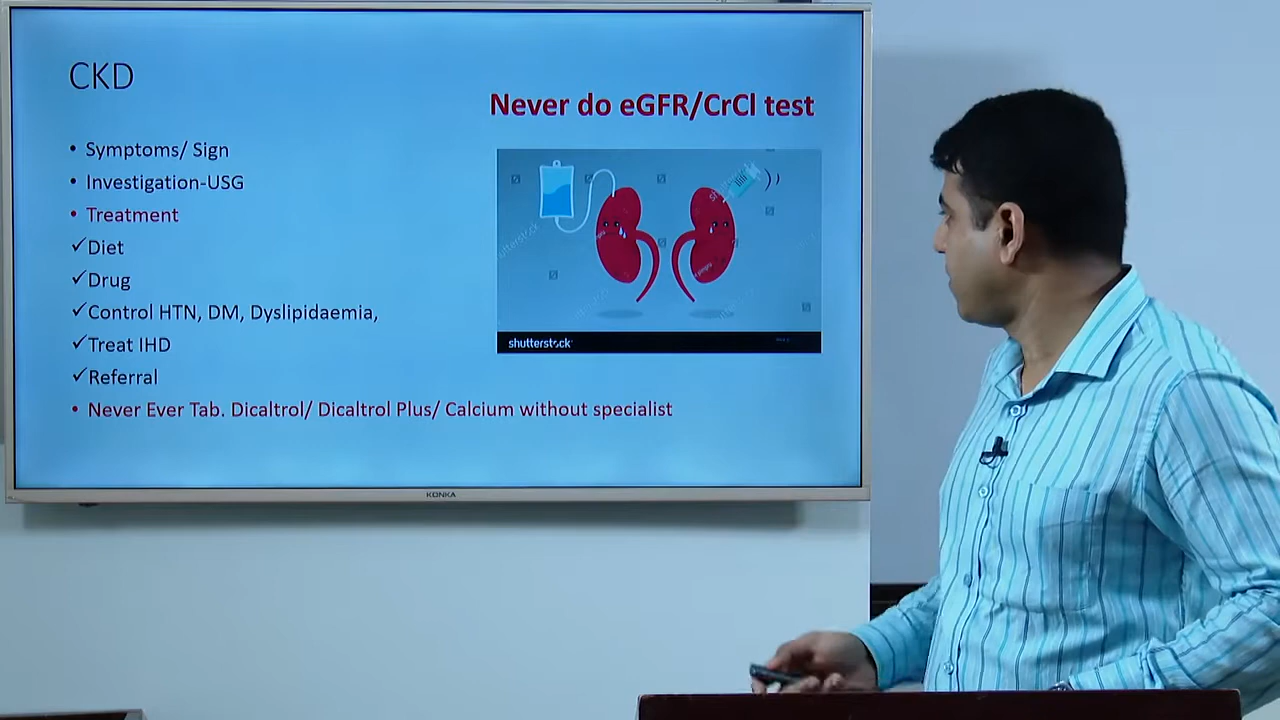 CKD
Never do eGFR/CrCl test
• Symptoms/ Sign
• Investigation-USG
• Treatment
✓Diet
✓Drug
✓Control HTN, DM, Dyslipidaemia,
✓Treat IHD
✓Referral
• Never Ever Tab. Dicaltrol/ Dicaltrol Plus/ Calcium without specialist
shutterstock
KONKA